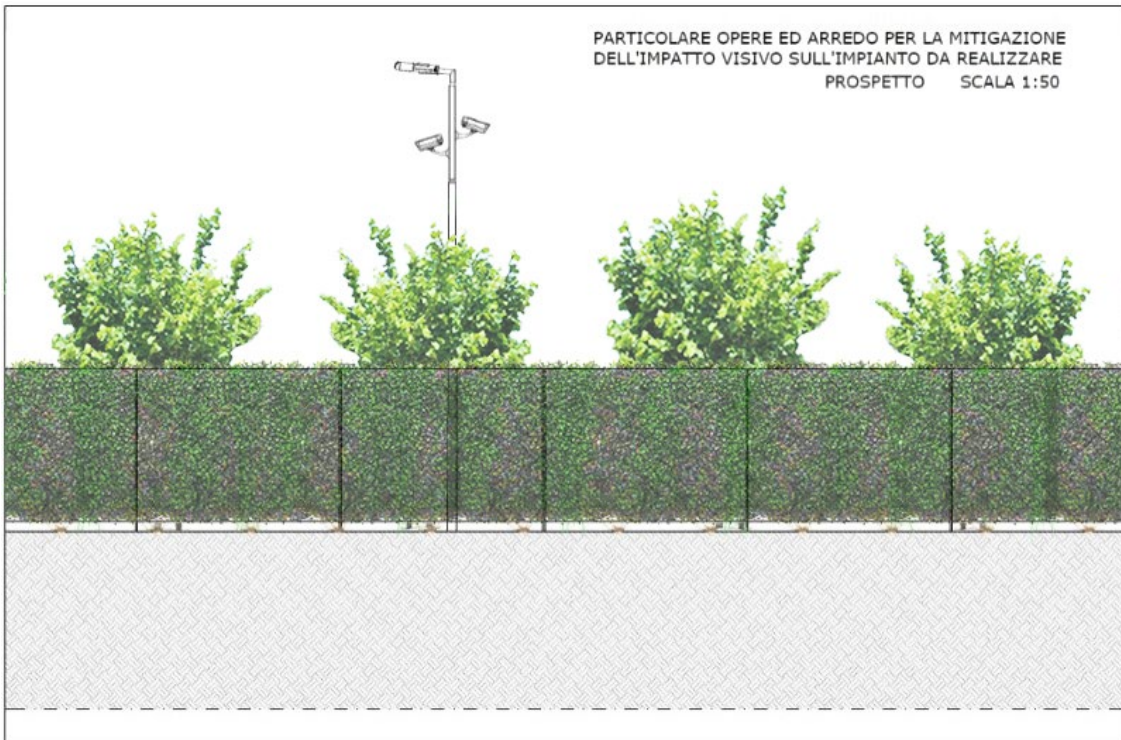 PARTICOLARE OPERE ED ARREDO PER LA MITIGAZIONE
DELL'IMPATTO VISIVO SULL'IMPIANTO DA REALIZZARE
PROSPETTO SCALA 1:50